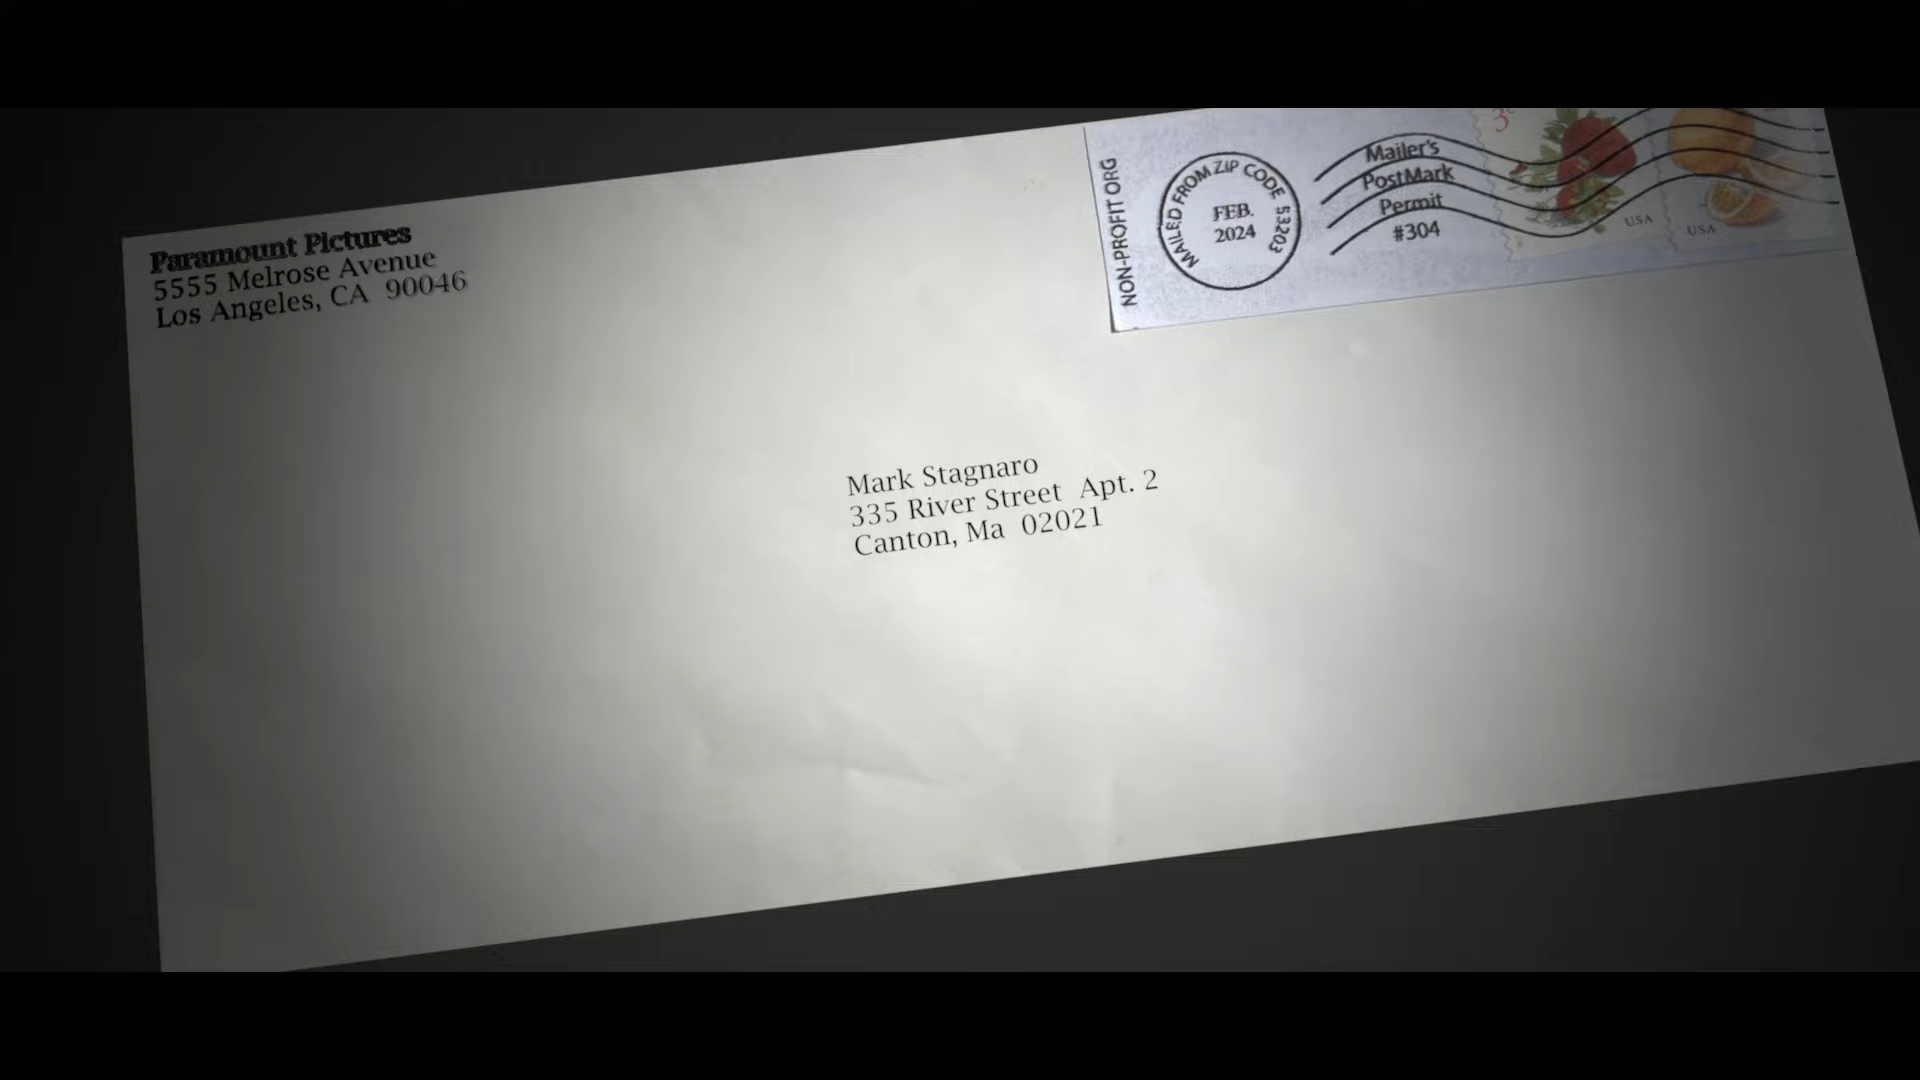 Paramount Pictures
5555 Melrose Avenue
Los Angeles, CA 90046
NON-PROFIT ORG
MAILED FROM ZIP CODE 53203
FEB.
2024
Mailer's
PostMark
Permit
#304
USA
USA
Mark Stagnaro
335 River Street Apt. 2
Canton, Ma 02021